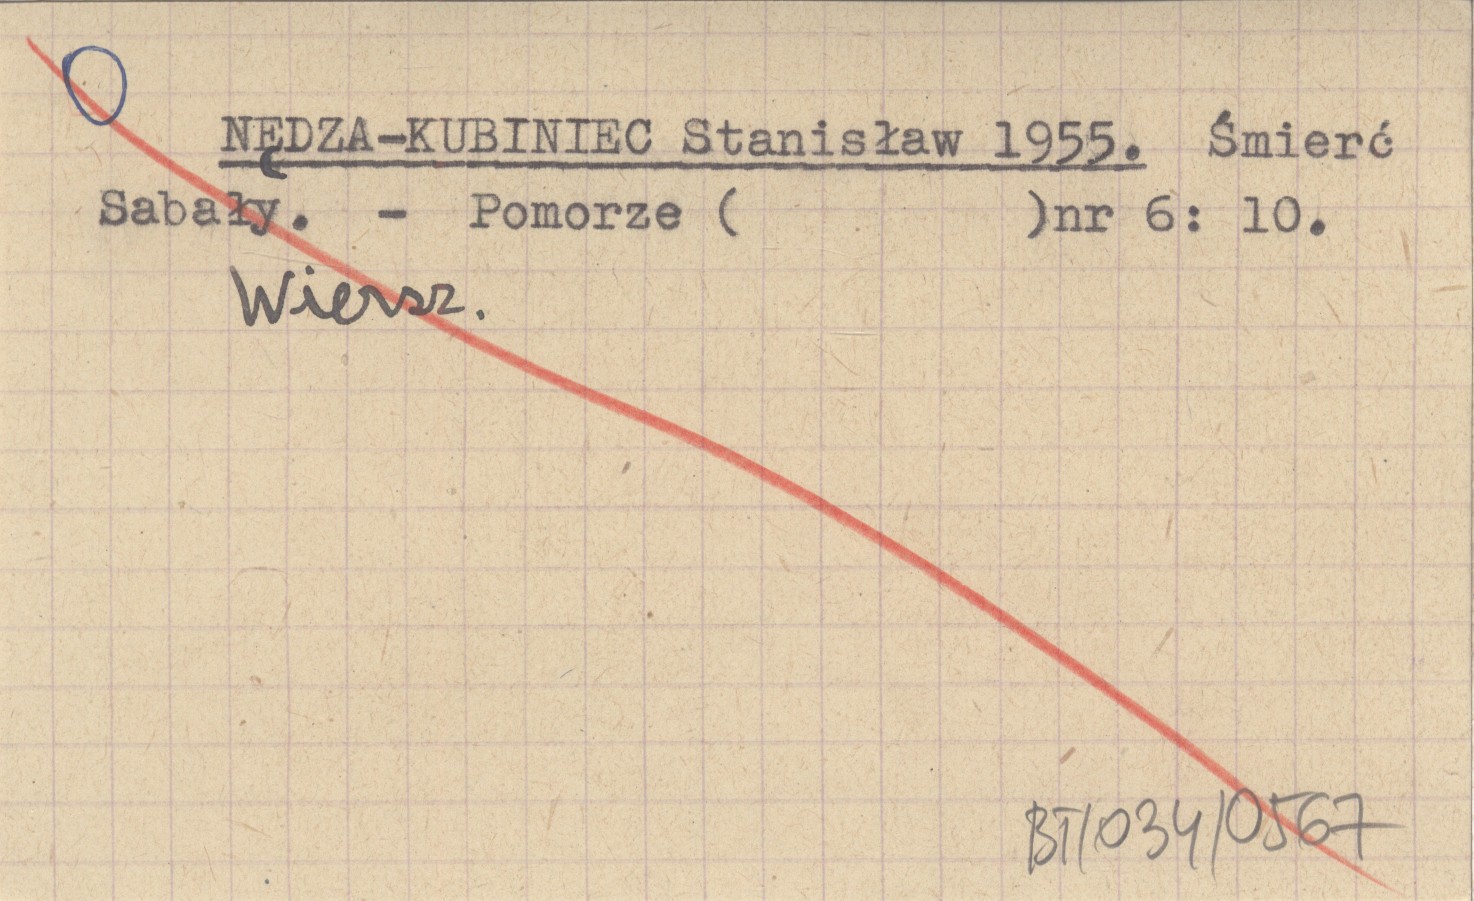 NĘDZA-KUBINIEC Stanisław 1955. Śmierć
Sabały. - Pomorze ( )nr 6: 10.
Wiersz.
BT/034/0567